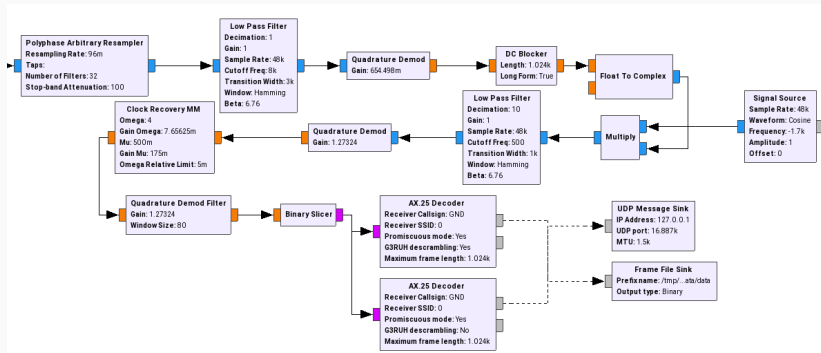 Polyphase Arbitrary Resampler
Resampling Rate: 96m
Taps:
Number of Filters: 32
Stop-band Attenuation: 100
Low Pass Filter
Decimation: 1
Gain: 1
Sample Rate: 48k
Cutoff Freq: 8k
Transition Width: 3k
Window: Hamming
Beta: 6.76
Quadrature Demod
Gain: 654.498m
DC Blocker
Length: 1.024k
Long Form: True
Float To Complex
Signal Source
Sample Rate: 48k
Waveform: Cosine
Frequency: -1.7k
Amplitude: 1
Offset: 0
Multiply
Low Pass Filter
Decimation: 10
Gain: 1
Sample Rate: 48k
Cutoff Freq: 500
Transition Width: 1k
Window: Hamming
Beta: 6.76
Quadrature Demod
Gain: 1.27324
Clock Recovery MM
Omega: 4
Gain Omega: 7.65625m
Mu: 500m
Gain Mu: 175m
Omega Relative Limit: 5m
Quadrature Demod Filter
Gain: 1.27324
Window Size: 80
Binary Slicer
AX.25 Decoder
Receiver Callsign: GND
Receiver SSID: 0
Promiscuous mode: Yes
G3RUH descrambling: Yes
Maximum frame length: 1.024k
AX.25 Decoder
Receiver Callsign: GND
Receiver SSID: 0
Promiscuous mode: Yes
G3RUH descrambling: No
Maximum frame length: 1.024k
UDP Message Sink
IP Address: 127.0.0.1
UDP port: 16.887k
MTU: 1.5k
Frame File Sink
Prefix name: /tmp/...ata/data
Output type: Binary